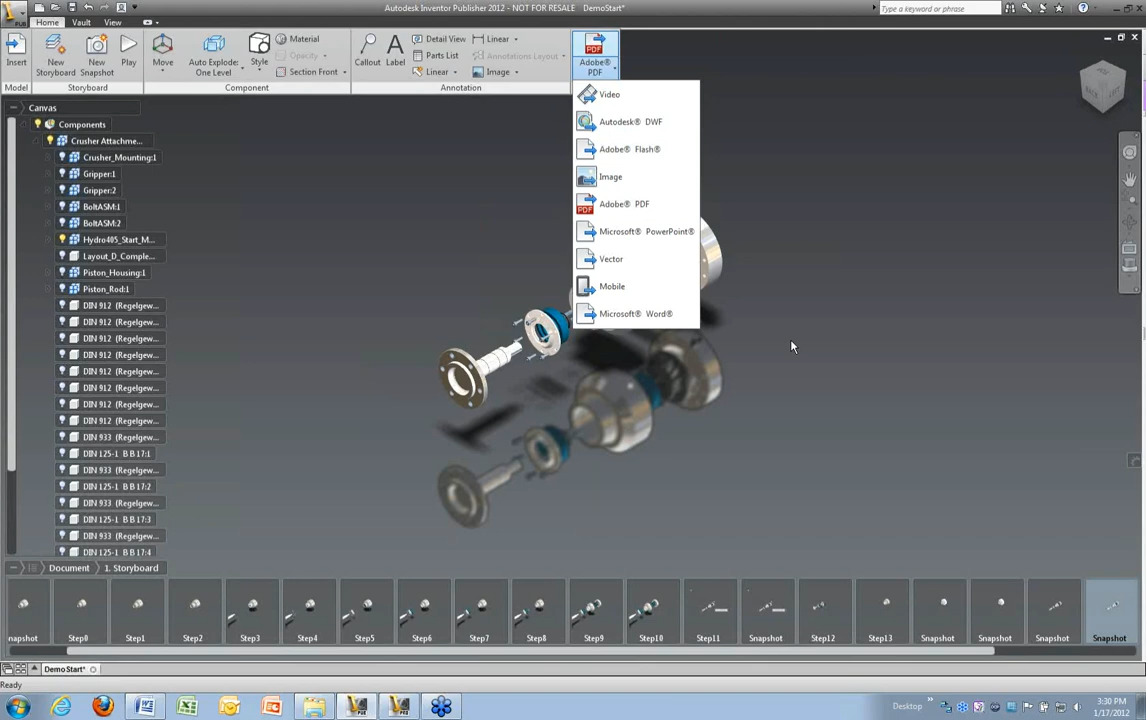 Autodesk Inventor Publisher 2012 - NOT FOR RESALE DemoStart*
Type a keyword or phrase
PUB
Home Vault View
Insert
New Storyboard
New Snapshot
Play
Move
Auto Explode: One Level
Style
Material
Opacity
Section Front
Callout
Label
Detail View
Parts List
Linear
Linear
Annotations Layout
Image
PDF
Adobe® PDF
Model Storyboard Component Annotation
Video
Autodesk® DWF
Adobe® Flash®
Image
PDF
Adobe® PDF
Microsoft® PowerPoint®
Vector
Mobile
Microsoft® Word®
BACK LEFT
Canvas
Components
Crusher Attachme...
Crusher_Mounting:1
Gripper:1
Gripper:2
BoltASM:1
BoltASM:2
Hydro405_Start_M...
Layout_D_Comple...
Piston_Housing:1
Piston_Rod:1
DIN 912 (Regelgew...
DIN 912 (Regelgew...
DIN 912 (Regelgew...
DIN 912 (Regelgew...
DIN 912 (Regelgew...
DIN 912 (Regelgew...
DIN 912 (Regelgew...
DIN 912 (Regelgew...
DIN 933 (Regelgew...
DIN 125-1 B B 17:1
DIN 933 (Regelgew...
DIN 125-1 B B 17:2
DIN 933 (Regelgew...
DIN 125-1 B B 17:3
DIN 933 (Regelgew...
DIN 125-1 B B 17:4
Document 1. Storyboard
napshot Step0 Step1 Step2 Step3 Step4 Step5 Step6 Step7 Step8 Step9 Step10 Step11 Snapshot Step12 Step13 Snapshot Snapshot Snapshot Snapshot
DemoStart*
Ready
Desktop
3:30 PM
1/17/2012